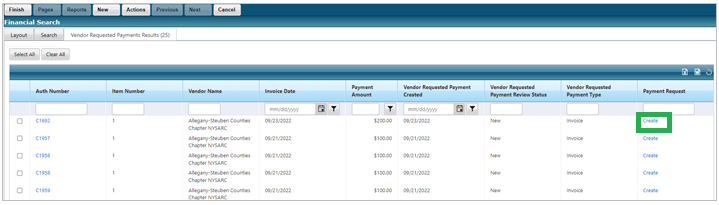 Finish Pages Reports New Actions Previous Next Cancel
Financial Search
Layout Search Vendor Requested Payments Results (25)
Select All Clear All
Auth Number Item Number Vendor Name Invoice Date Payment Amount Vendor Requested Payment Created Vendor Requested Payment Review Status Vendor Requested Payment Type Payment Request
mm/dd/yyyy mm/dd/yyyy
C1692 1 Allegany-Steuben Counties Chapter NYSARC 09/23/2022 $200.00 09/23/2022 New Invoice Create
C1957 1 Allegany-Steuben Counties Chapter NYSARC 09/21/2022 $100.00 09/21/2022 New Invoice Create
C1956 1 Allegany-Steuben Counties Chapter NYSARC 09/21/2022 $100.00 09/21/2022 New Invoice Create
C1958 1 Allegany-Steuben Counties Chapter NYSARC 09/21/2022 $100.00 09/21/2022 New Invoice Create
C1959 1 Allegany-Steuben Counties Chapter NYSARC 09/21/2022 $100.00 09/21/2022 New Invoice Create